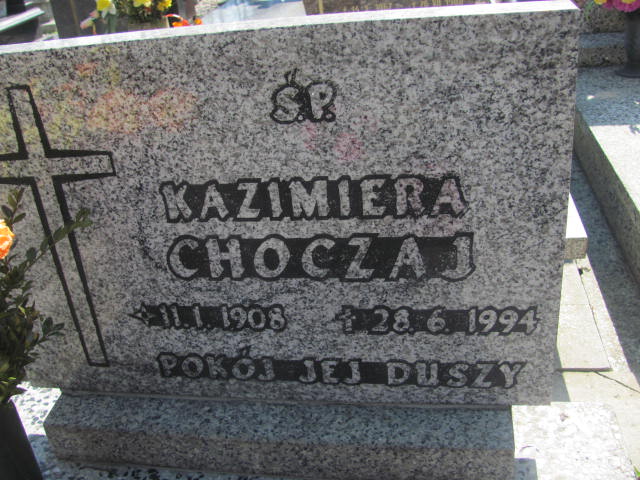 Ś.P.
KAZIMIERA
CHOCZAJ
11.1.1908 28.6.1994
POKÓJ JEJ DUSZY